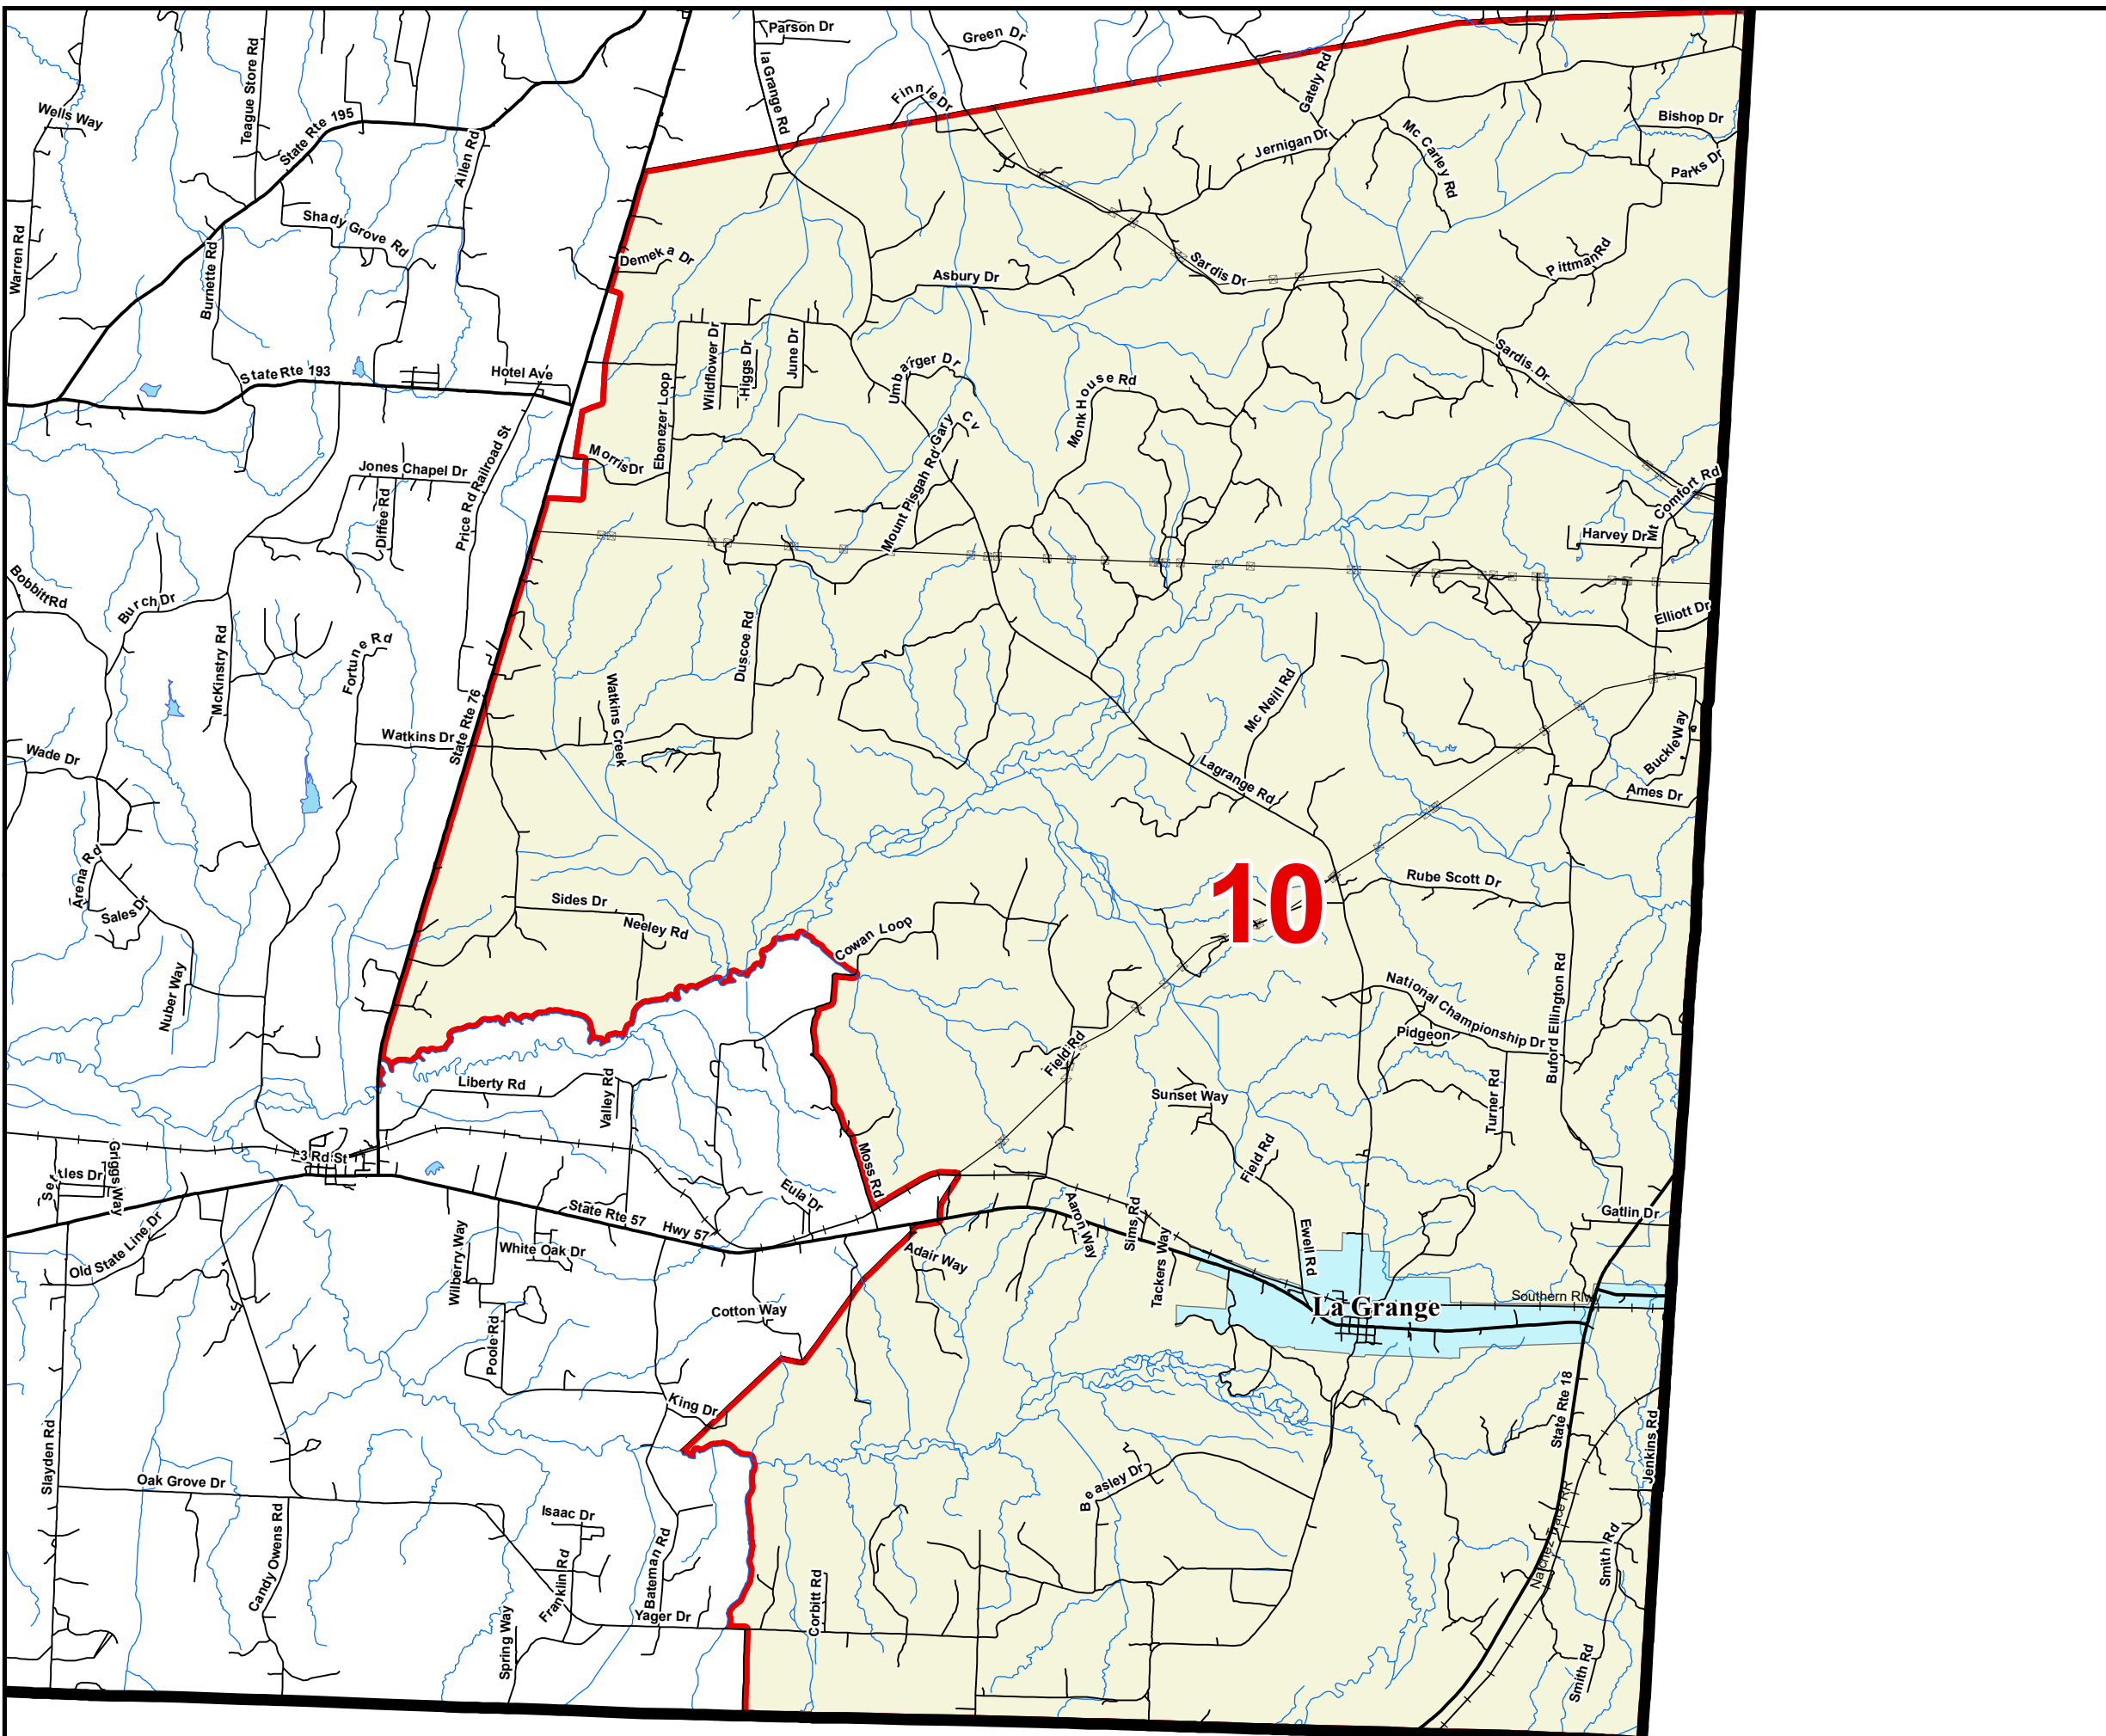 Parson Dr
Green Dr
Teague Store Rd
la Grange Rd
Gately Rd
Finnie Dr
Wells Way
State Rte 195
Allen Rd
Bishop Dr
Jernigan Dr
Mc Carley Rd
Parks Dr
Shady Grove Rd
Warren Rd
Burnette Rd
Demeka Dr
Asbury Dr
Sardis Dr
Pittman Rd
Wildflower Dr
Higgs Dr
June Dr
Umbarger Dr
Sardis Dr
State Rte 193
Hotel Ave
Ebenezer Loop
Monk House Rd
Gary Cv
Mount Pisgah Rd
Morris Dr
Jones Chapel Dr
Price Rd
Railroad St
Diffee Rd
Mt Comfort Rd
Harvey Dr
Bobbitt Rd
Burch Dr
Elliott Dr
McKinstry Rd
Fortune Rd
Duscoe Rd
Watkins Creek
Mc Neill Rd
State Rte 76
Watkins Dr
Buckle Way
Wade Dr
Lagrange Rd
Ames Dr
Arena Rd
Sales Dr
10
Rube Scott Dr
Sides Dr
Neeley Rd
Cowan Loop
Nuber Way
National Championship Dr
Pidgeon
Buford Ellington Rd
Field Rd
Liberty Rd
Valley Rd
Sunset Way
Turner Rd
3 Rd St
Griggs Way
Settles Dr
Moss Rd
Field Rd
Eula Dr
State Rte 57
Hwy 57
Aaron Way
Sims Rd
Tackers Way
Ewell Rd
Gatlin Dr
Old State Line Dr
Wilberry Way
White Oak Dr
Adair Way
Cotton Way
La Grange
Southern Rlwy
Poole Rd
King Dr
State Rte 18
Jenkins Rd
Slayden Rd
Oak Grove Dr
Beasley Dr
Candy Owens Rd
Isaac Dr
Franklin Rd
Bateman Rd
Natchez Trace RR
Smith Rd
Corbitt Rd
Yager Dr
Spring Way
Smith Rd